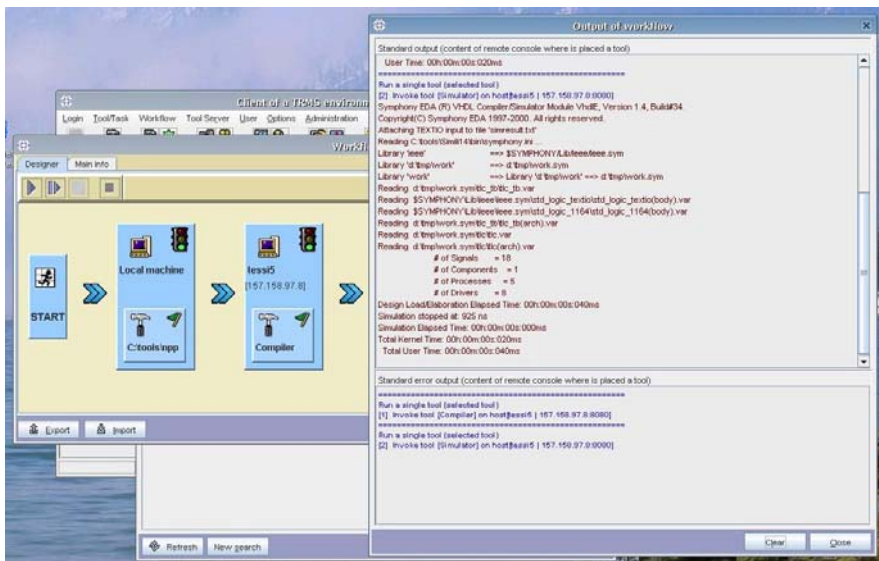 Client of a TRMS environm
Login Tool/Task Workflow Tool Server User Options Administration
Workfl
Designer Main info
START
Local machine
C:\tools\npp
tessi5
[157.158.97.8]
Compiler
Export Import
Refresh New search
Output of workflow
Standard output (content of remote console where is placed a tool)
User Time: 00h:00m:00s:020ms
Run a single tool (selected tool)
[2] Invoke tool [Simulator] on host[tessi5 | 157.158.97.8:8080]
Symphony EDA (R) VHDL Compiler/Simulator Module VhdlE, Version 1.4, Build#34.
Copyright(C) Symphony EDA 1997-2000. All rights reserved.
Attaching TEXTIO input to file 'simresult.txt'
Reading C:\tools\Simili14\bin\symphony.ini ...
Library 'ieee' ==> $SYMPHONY/Lib/ieee/ieee.sym
Library 'd:\tmp\work' ==> d:\tmp\work.sym
Library 'work' ==> Library 'd:\tmp\work' ==> d:\tmp\work.sym
Reading d:\tmp\work.sym\tlc_tb\tlc_tb.var
Reading $SYMPHONY\Lib\ieee\ieee.sym\std_logic_textio\std_logic_textio(body).var
Reading $SYMPHONY\Lib\ieee\ieee.sym\std_logic_1164\std_logic_1164(body).var
Reading d:\tmp\work.sym\tlc_tb\tlc_tb(arch).var
Reading d:\tmp\work.sym\tlc\tlc.var
Reading d:\tmp\work.sym\tlc\tlc(arch).var
# of Signals = 18
# of Components = 1
# of Processes = 5
# of Drivers = 8
Design Load/Elaboration Elapsed Time: 00h:00m:00s:040ms
Simulation stopped at: 925 ns
Simulation Elapsed Time: 00h:00m:00s:000ms
Total Kernel Time: 00h:00m:00s:020ms
Total User Time: 00h:00m:00s:040ms
Standard error output (content of remote console where is placed a tool)
Run a single tool (selected tool)
[1] Invoke tool [Compiler] on host[tessi5 | 157.158.97.8:8080]
Run a single tool (selected tool)
[2] Invoke tool [Simulator] on host[tessi5 | 157.158.97.8:8080]
Clear Close